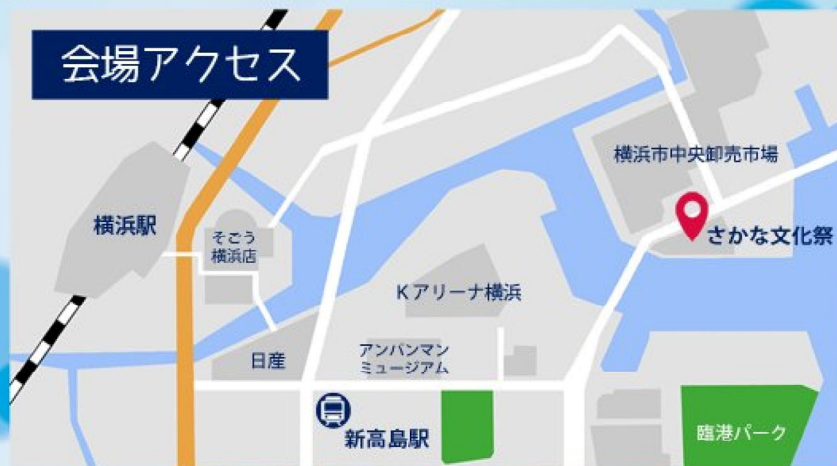 会場アクセス
横浜市中央卸売市場
横浜駅
そごう
横浜店
さかな文化祭
Kアリーナ横浜
日産
アンパンマン
ミュージアム
新高島駅
臨港パーク